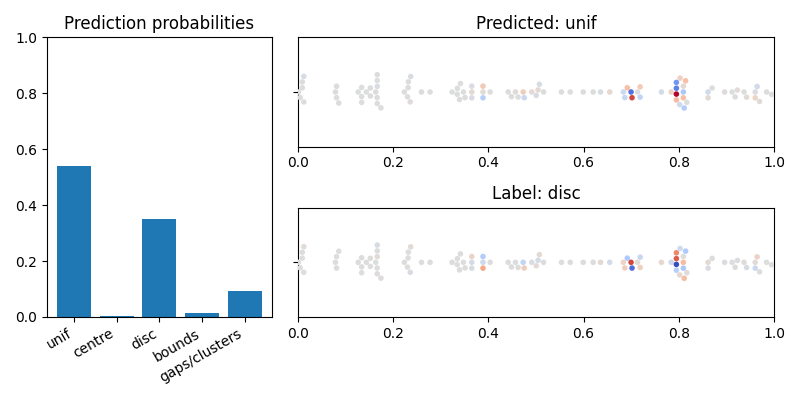 Prediction probabilities
1.0
0.8
0.6
0.4
0.2
0.0
unif
centre
disc
bounds
gaps/clusters
Predicted: unif
0.0 0.2 0.4 0.6 0.8 1.0
Label: disc
0.0 0.2 0.4 0.6 0.8 1.0